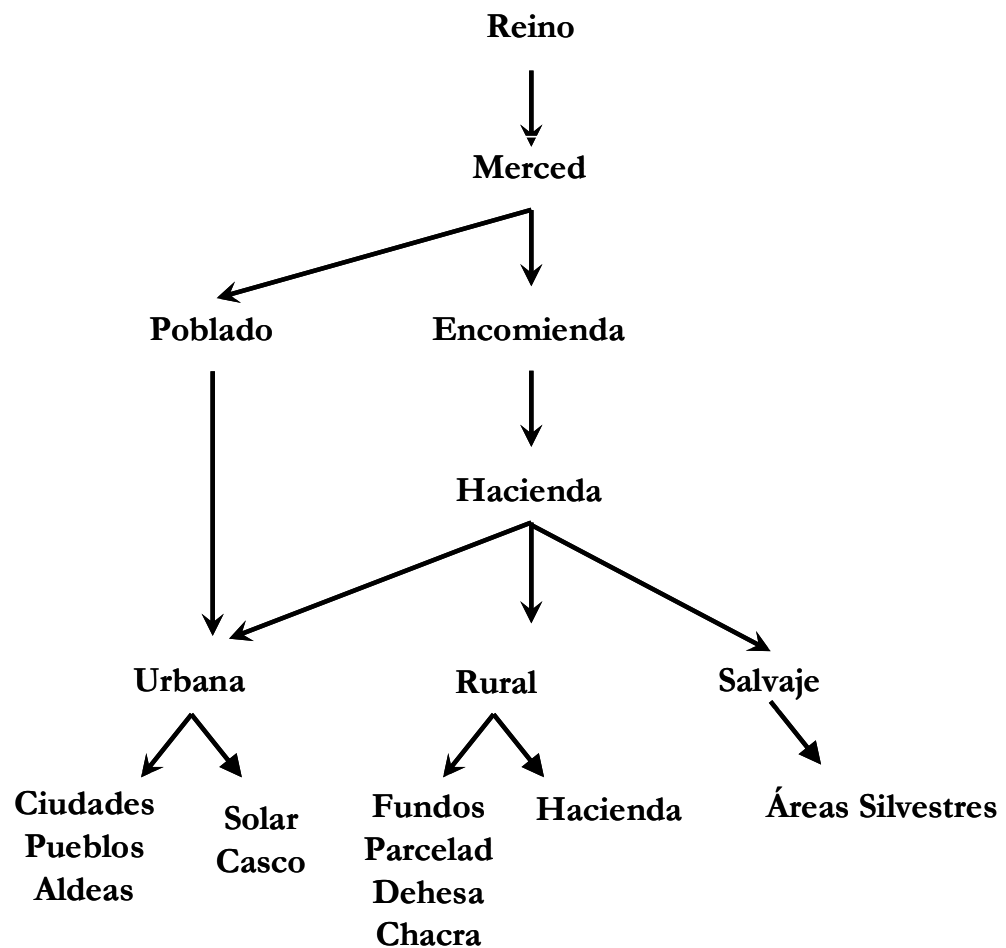 Reino
Merced
Poblado
Encomienda
Hacienda
Urbana
Rural
Salvaje
Ciudades
Pueblos
Aldeas
Solar
Casco
Fundos
Parcelad
Dehesa
Chacra
Hacienda
Áreas Silvestres